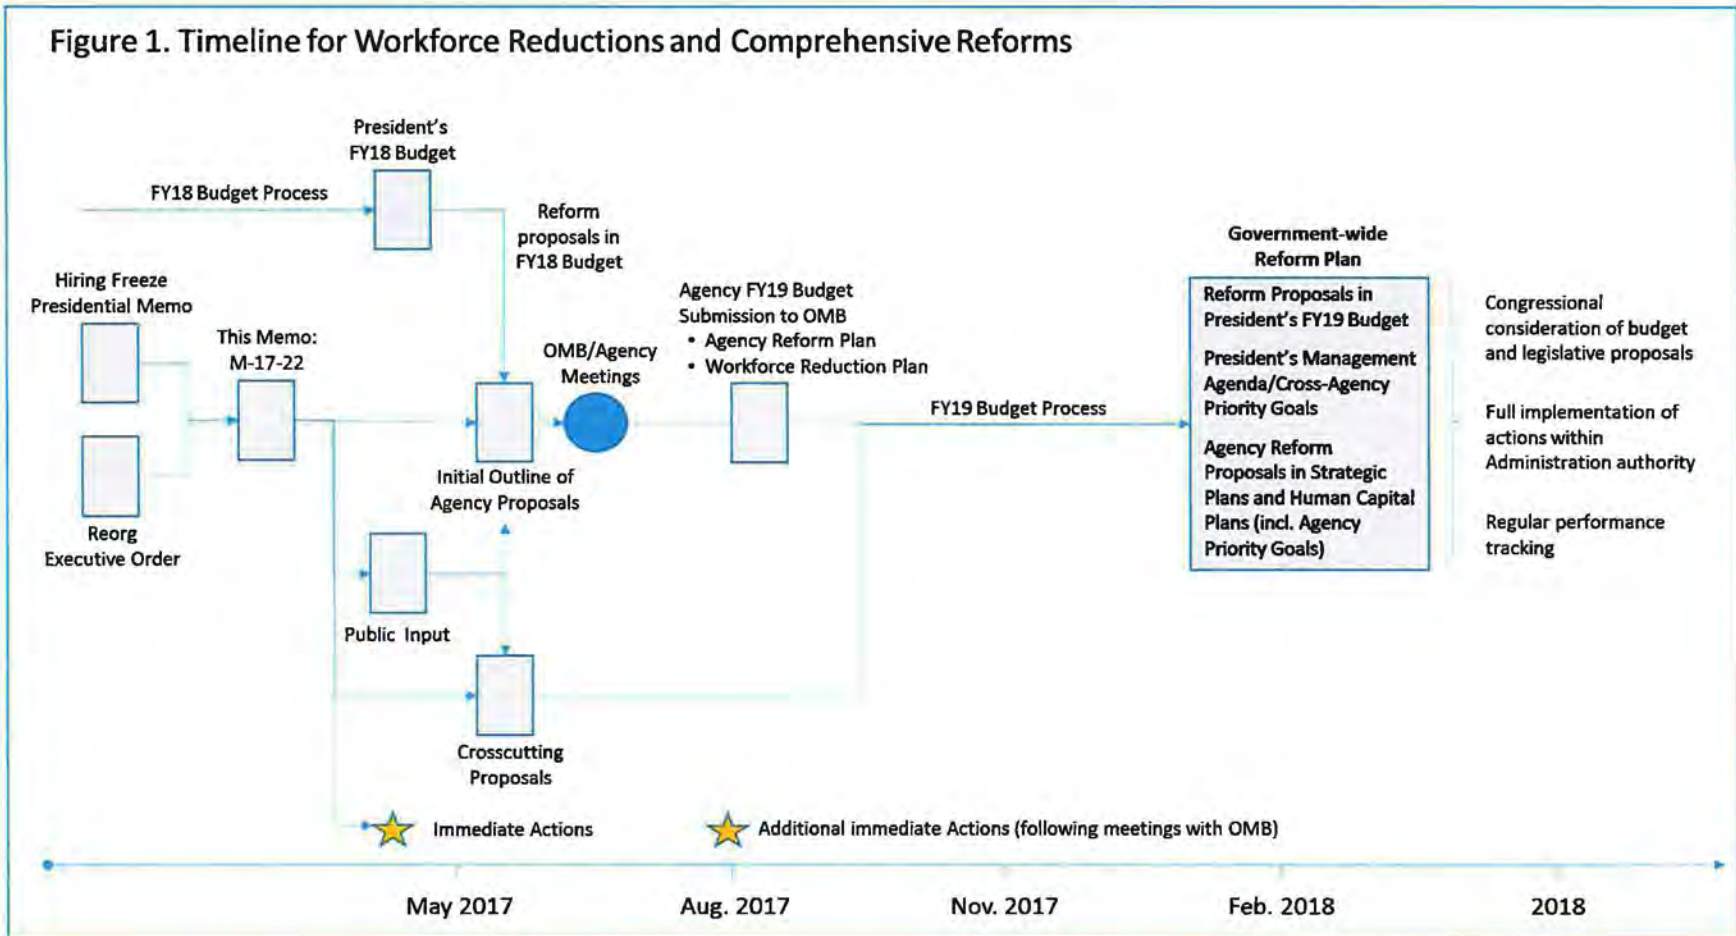 Figure 1. Timeline for Workforce Reductions and Comprehensive Reforms
President's
FY18 Budget
FY18 Budget Process
Reform
proposals in
FY18 Budget
Hiring Freeze
Presidential Memo
This Memo:
M-17-22
Reorg
Executive Order
OMB/Agency
Meetings
Initial Outline of
Agency Proposals
Agency FY19 Budget
Submission to OMB
• Agency Reform Plan
• Workforce Reduction Plan
FY19 Budget Process
Public Input
Crosscutting
Proposals
Government-wide
Reform Plan
Reform Proposals in
President's FY19 Budget
President's Management
Agenda/Cross-Agency
Priority Goals
Agency Reform
Proposals in Strategic
Plans and Human Capital
Plans (incl. Agency
Priority Goals)
Congressional
consideration of budget
and legislative proposals
Full implementation of
actions within
Administration authority
Regular performance
tracking
Immediate Actions
Additional immediate Actions (following meetings with OMB)
May 2017
Aug. 2017
Nov. 2017
Feb. 2018
2018